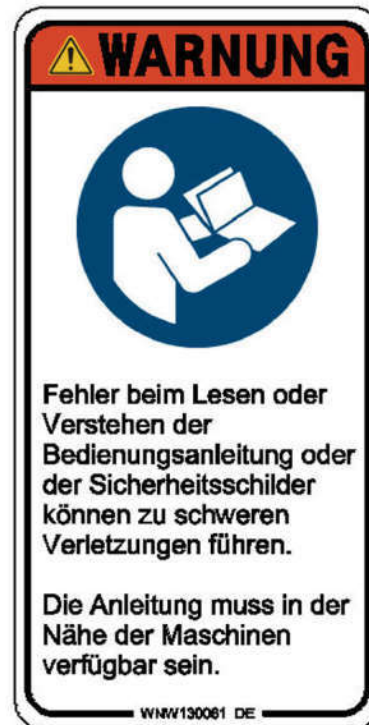 WARNUNG
Fehler beim Lesen oder
Verstehen der
Bedienungsanleitung oder
der Sicherheitsschilder
können zu schweren
Verletzungen führen.
Die Anleitung muss in der
Nähe der Maschinen
verfügbar sein.
WNW130061 DE